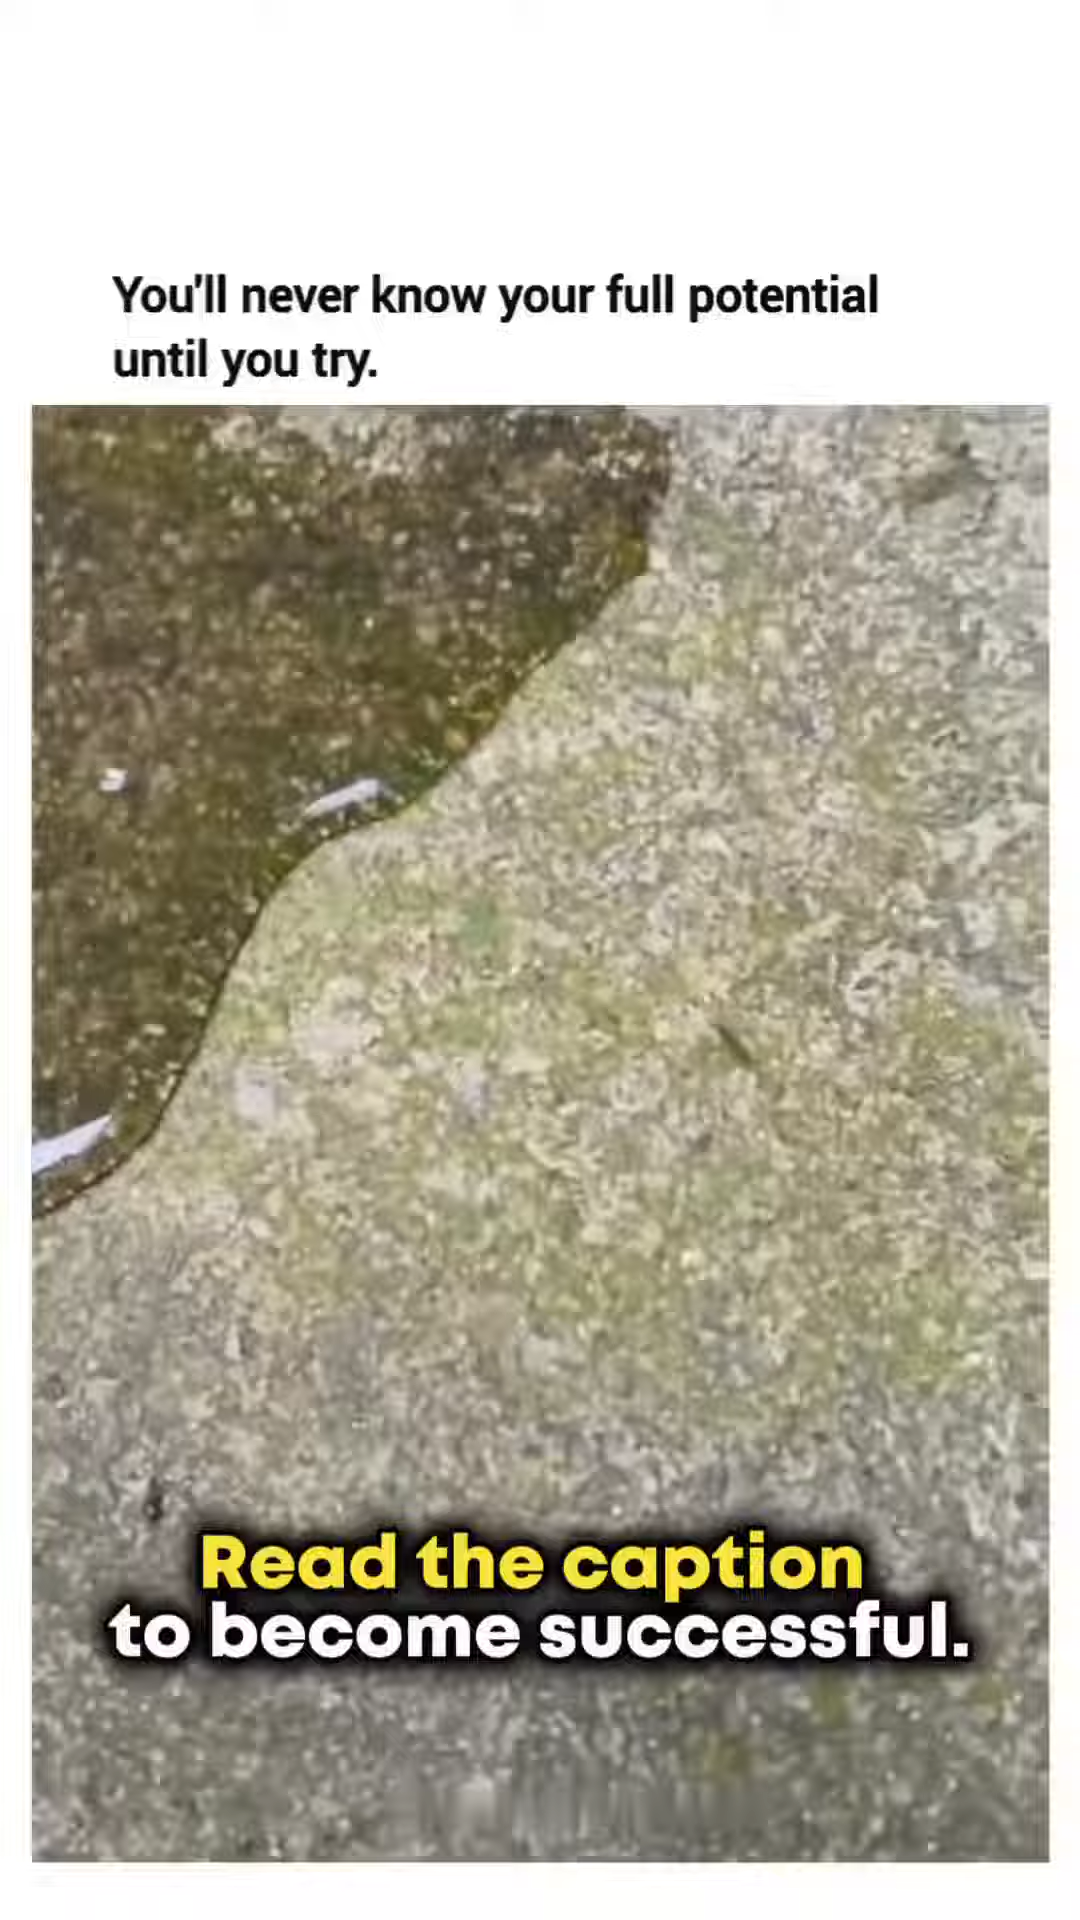 You'll never know your full potential
until you try.
Read the caption
to become successful.